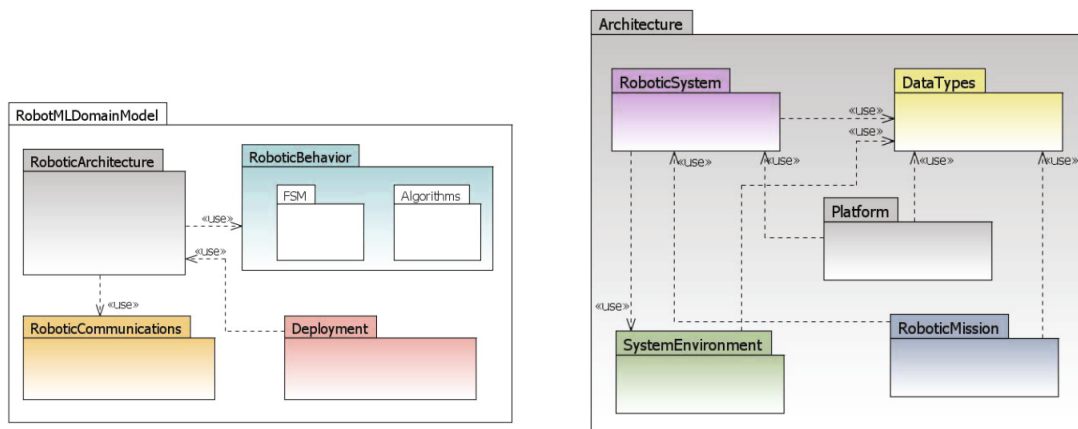 RobotMLDomainModel
RoboticArchitecture
RoboticBehavior
FSM
Algorithms
«use»
«use»
«use»
RoboticCommunications
Deployment
Architecture
RoboticSystem
DataTypes
«use»
«use»
«use»
«use»
«use»
«use»
Platform
«use»
SystemEnvironment
RoboticMission